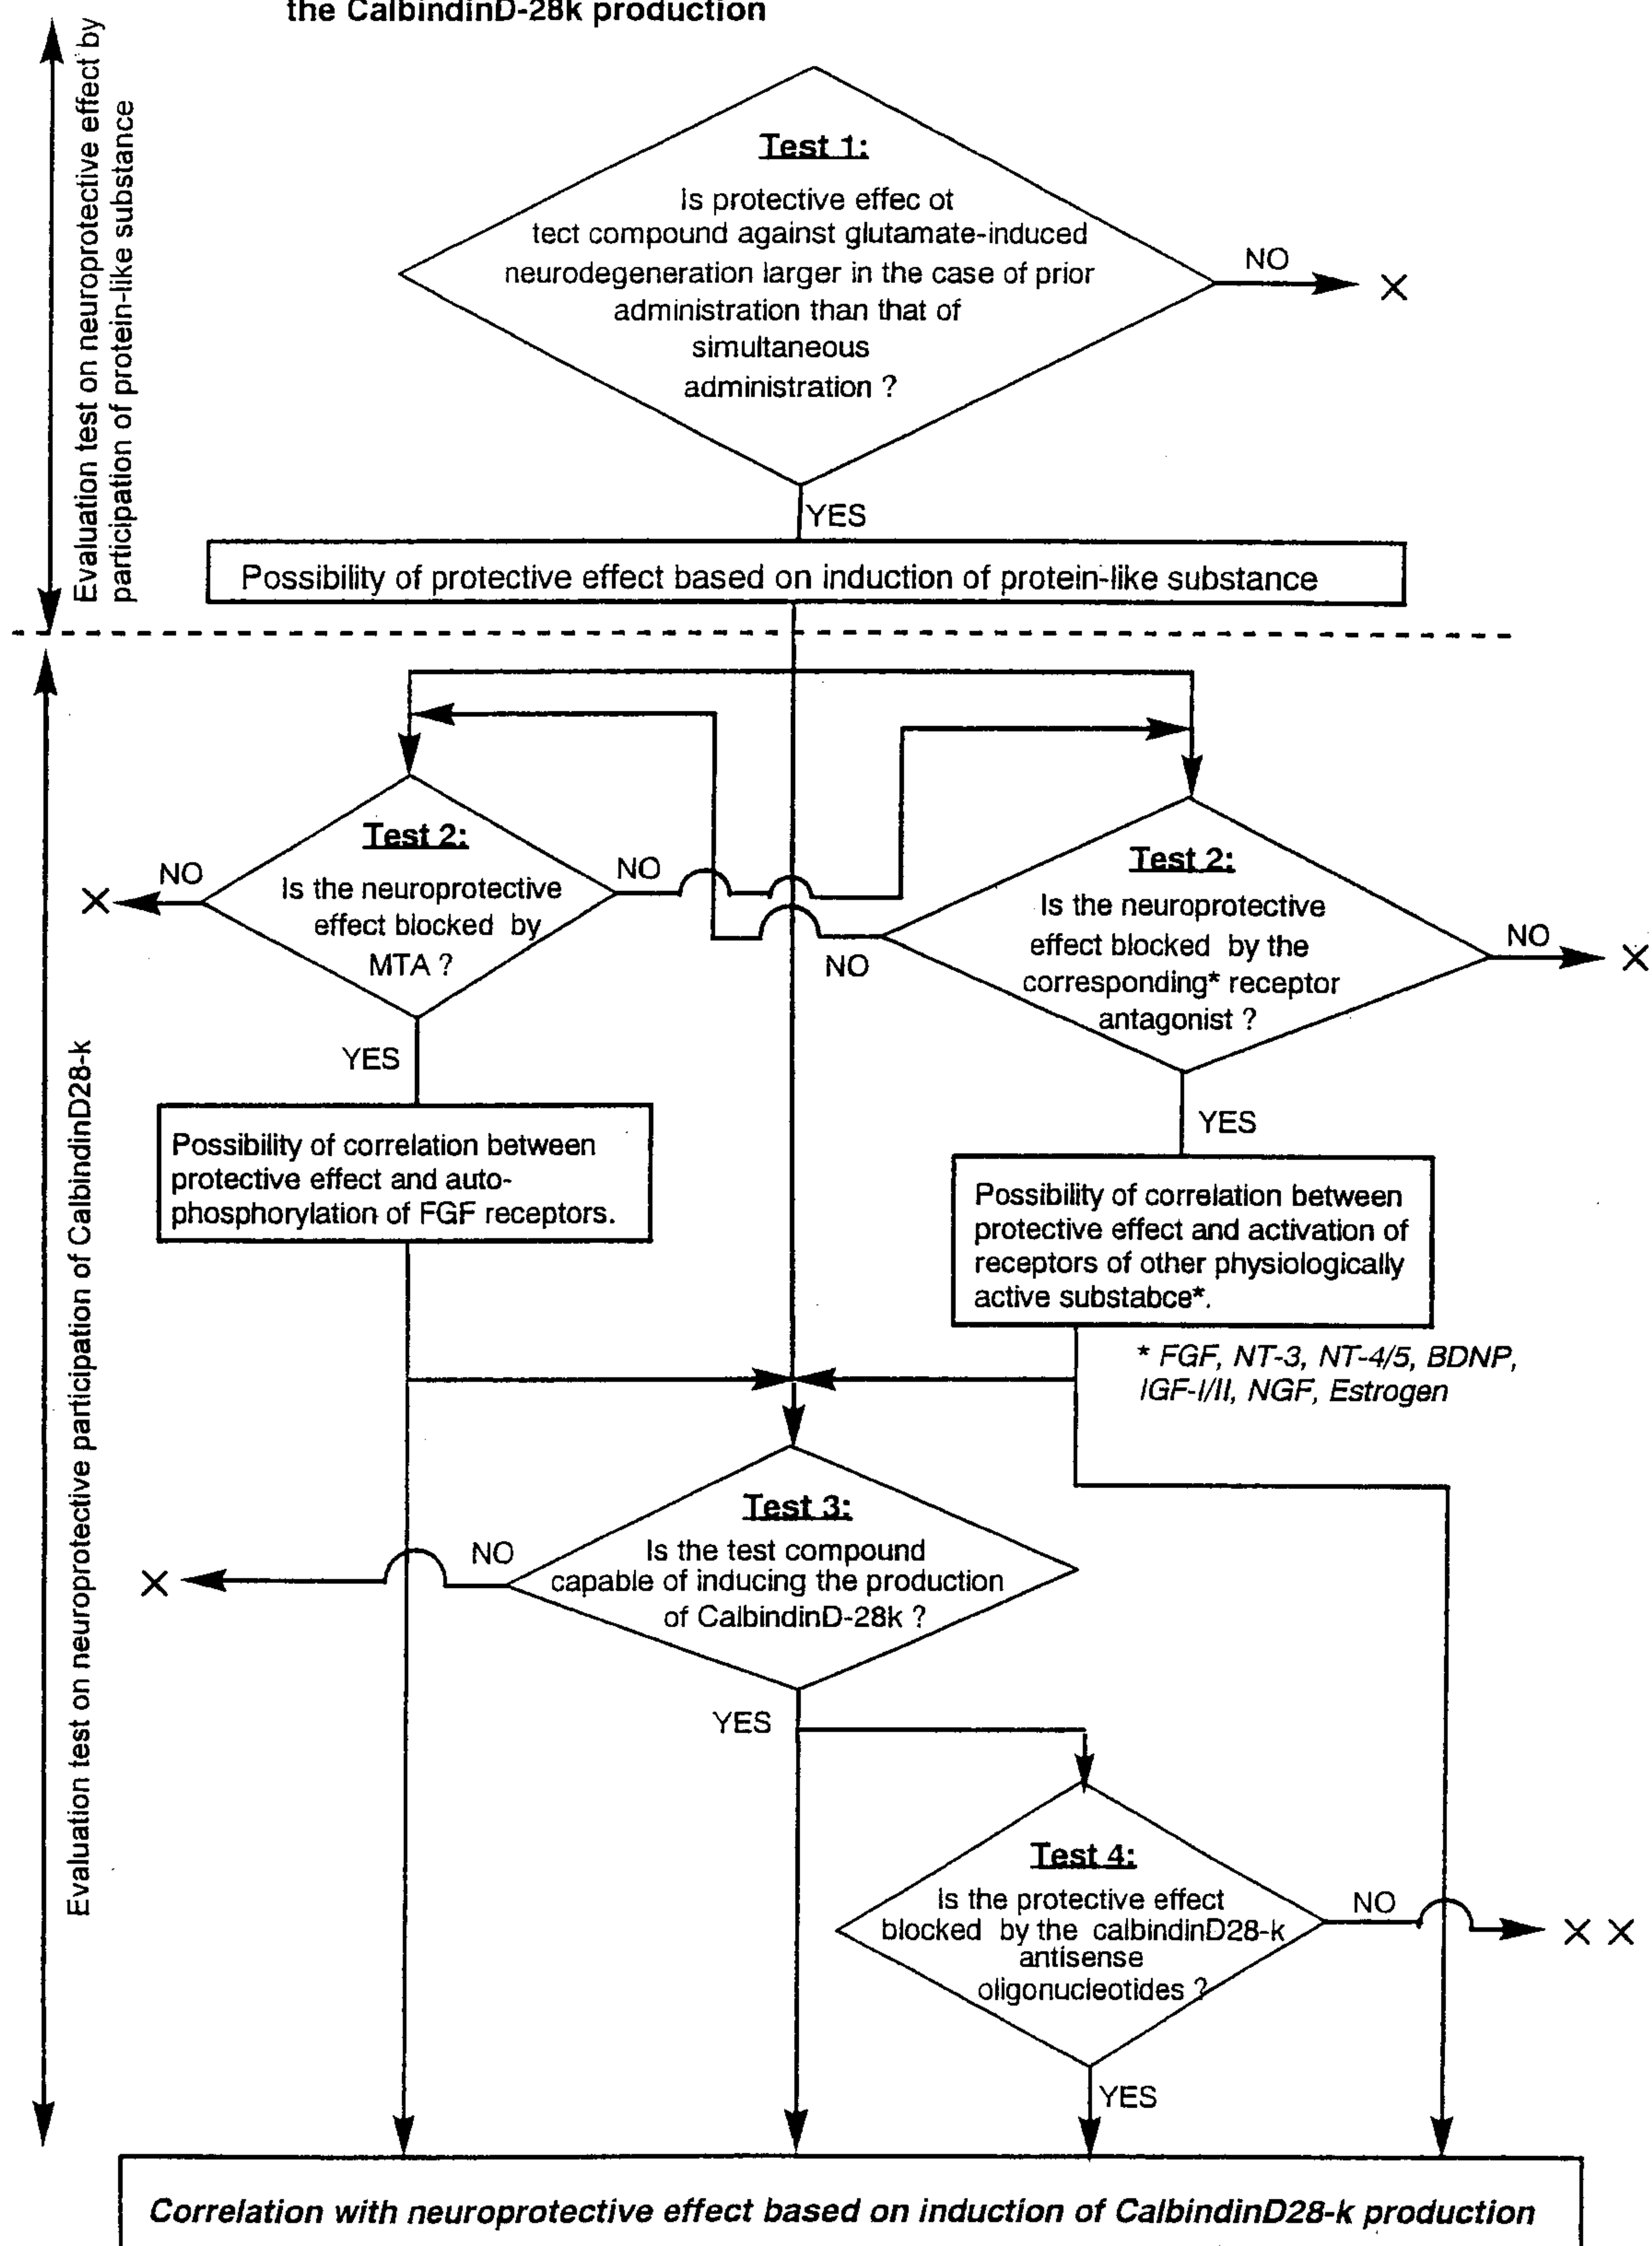 the CalbindinD-28k production
Evaluation test on neuroprotective effect by
participation of protein-like substance
Test 1:
Is protective effec ot
tect compound against glutamate-induced
neurodegeneration larger in the case of prior
administration than that of
simultaneous
administration ?
NO
X
YES
Possibility of protective effect based on induction of protein-like substance
Evaluation test on neuroprotective participation of CalbindinD28-k
Test 2:
Is the neuroprotective
effect blocked by
MTA ?
NO
X
NO
YES
Test 2:
Is the neuroprotective
effect blocked by the
corresponding* receptor
antagonist ?
NO
NO
X
YES
Possibility of correlation between
protective effect and auto-
phosphorylation of FGF receptors.
Possibility of correlation between
protective effect and activation of
receptors of other physiologically
active substabce*.
* FGF, NT-3, NT-4/5, BDNP,
IGF-I/II, NGF, Estrogen
Test 3:
Is the test compound
capable of inducing the production
of CalbindinD-28k ?
NO
X
YES
Test 4:
Is the protective effect
blocked by the calbindinD28-k
antisense
oligonucleotides ?
NO
X X
YES
Correlation with neuroprotective effect based on induction of CalbindinD28-k production